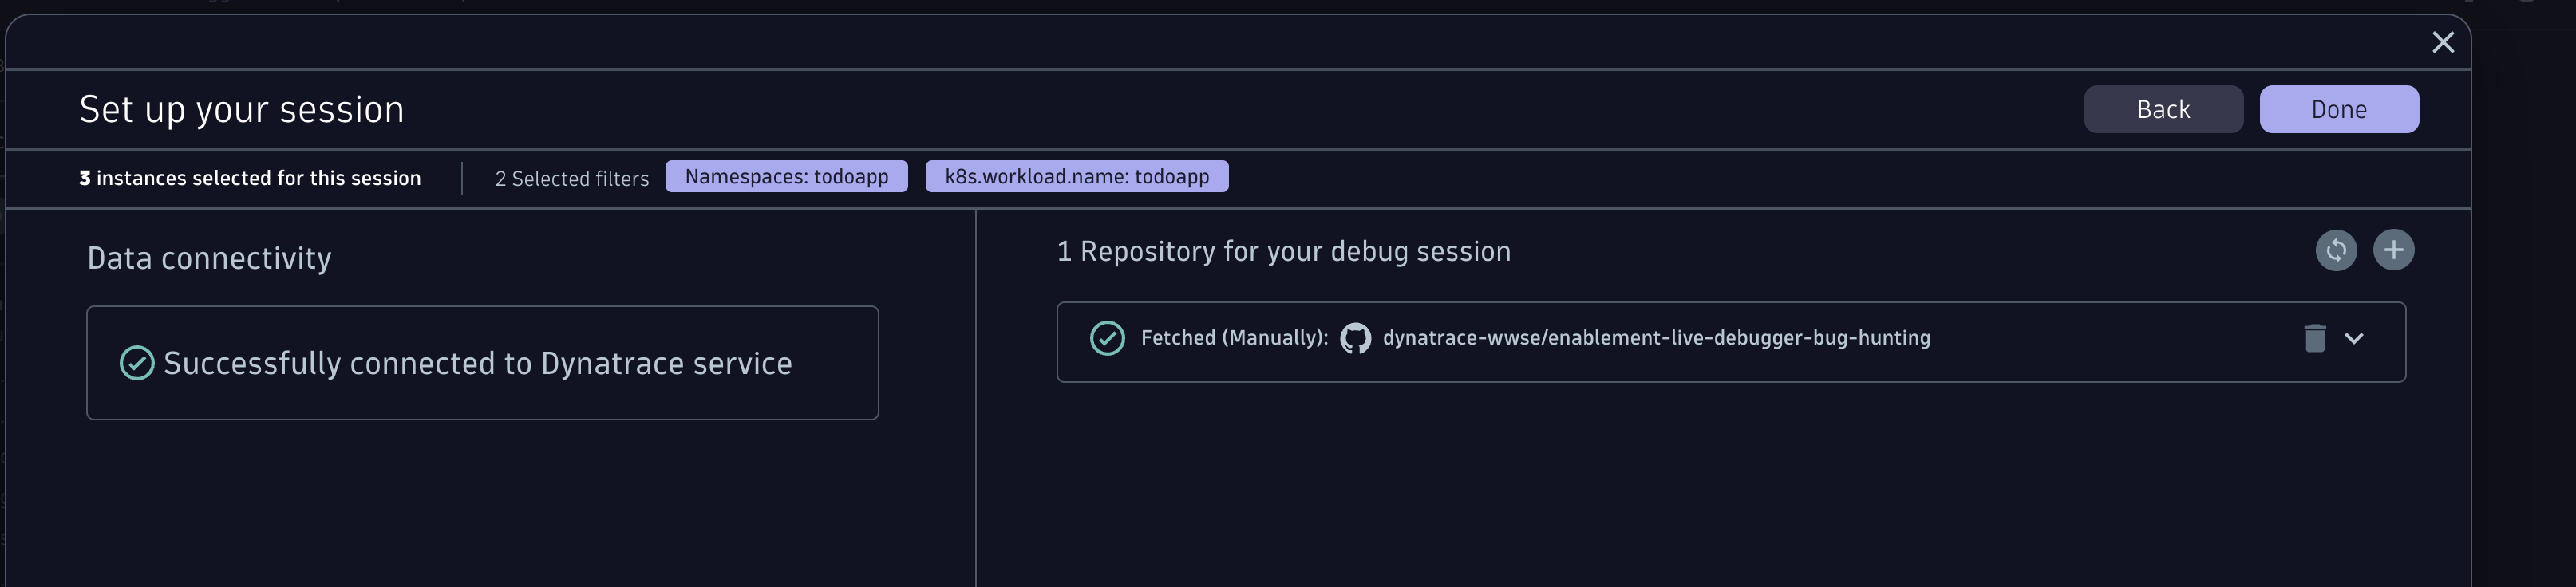 Set up your session
Back
Done
3 instances selected for this session
2 Selected filters
Namespaces: todoapp
k8s.workload.name: todoapp
Data connectivity
Successfully connected to Dynatrace service
1 Repository for your debug session
Fetched (Manually): dynatrace-wwse/enablement-live-debugger-bug-hunting